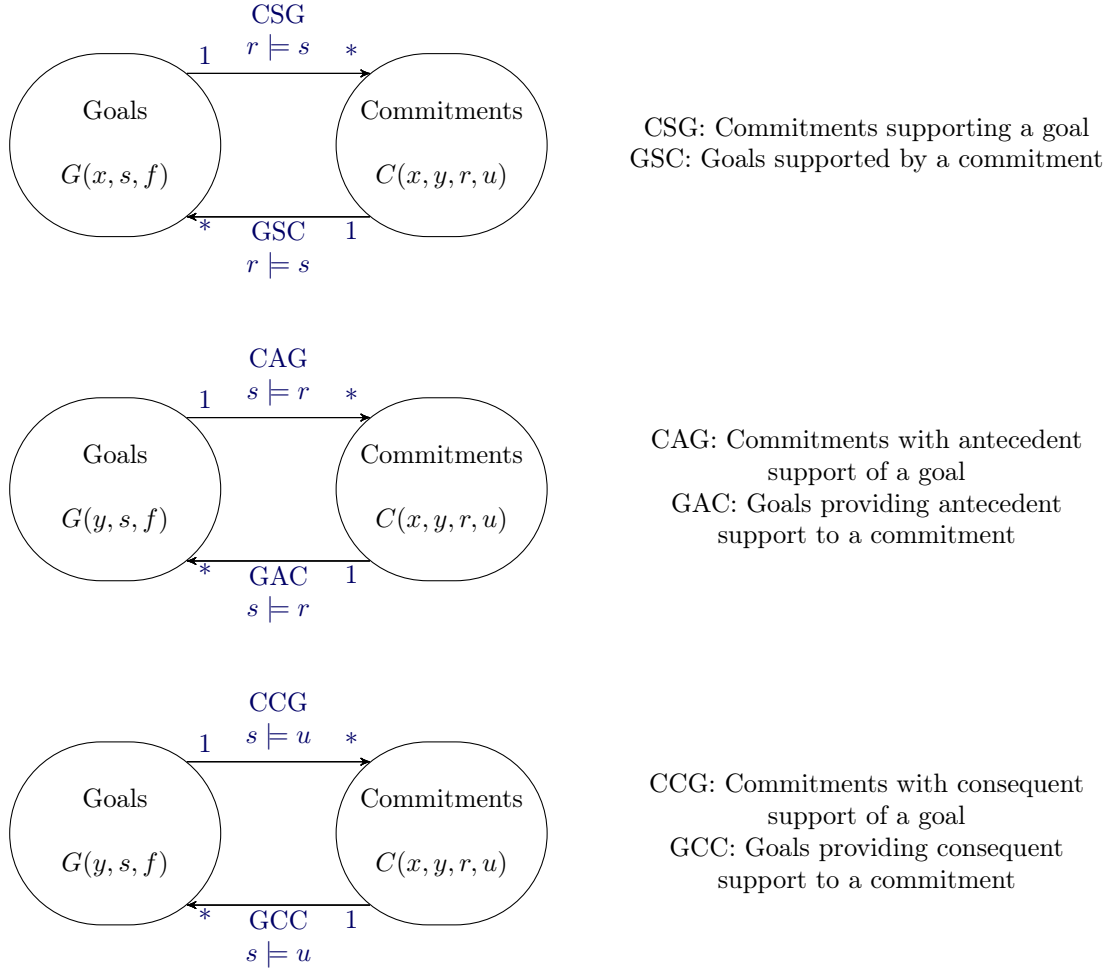 CSG
r ⊨ s
1 *
Goals Commitments
G(x, s, f) C(x, y, r, u)
* GSC 1
r ⊨ s
CSG: Commitments supporting a goal
GSC: Goals supported by a commitment
CAG
s ⊨ r
1 *
Goals Commitments
G(y, s, f) C(x, y, r, u)
* GAC 1
s ⊨ r
CAG: Commitments with antecedent
support of a goal
GAC: Goals providing antecedent
support to a commitment
CCG
s ⊨ u
1 *
Goals Commitments
G(y, s, f) C(x, y, r, u)
* GCC 1
s ⊨ u
CCG: Commitments with consequent
support of a goal
GCC: Goals providing consequent
support to a commitment